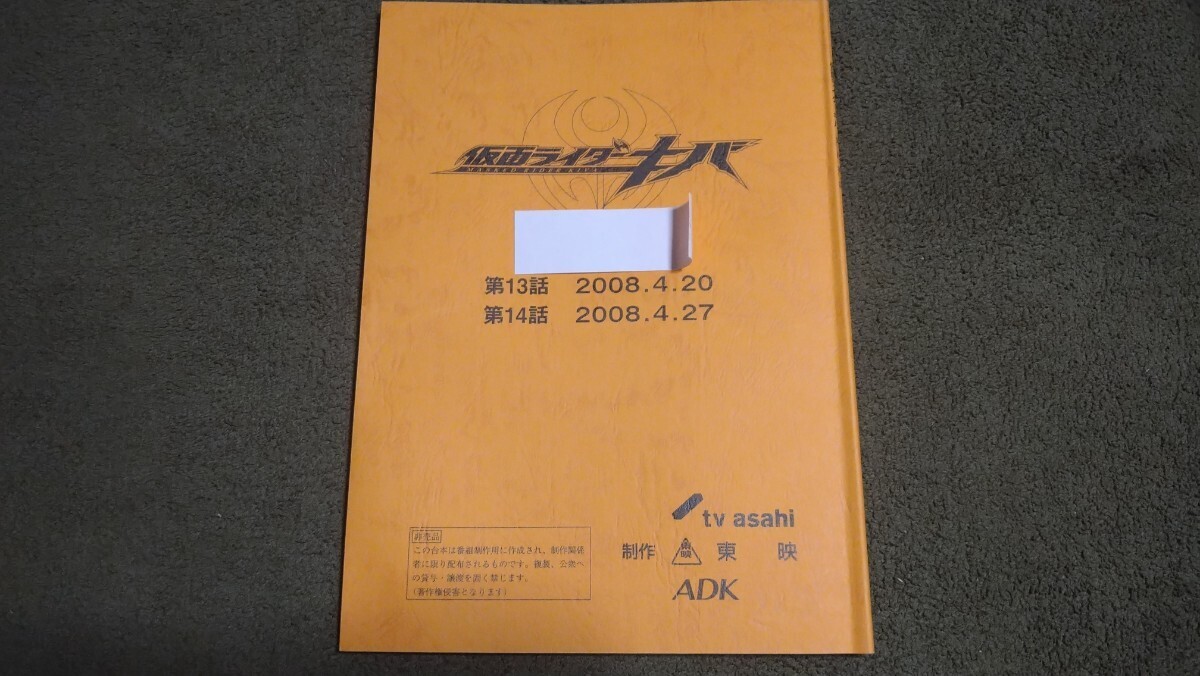 仮面ライダーキバ
MASKED RIDER KIVA
第13話 2008.4.20
第14話 2008.4.27
tv asahi
制作 東映 東 映
ADK
非売品
この台本は番組制作用に作成され、制作関係
者に限り配布されるものです。複製、公衆へ
の貸与・譲渡を固く禁じます。
(著作権侵害となります)